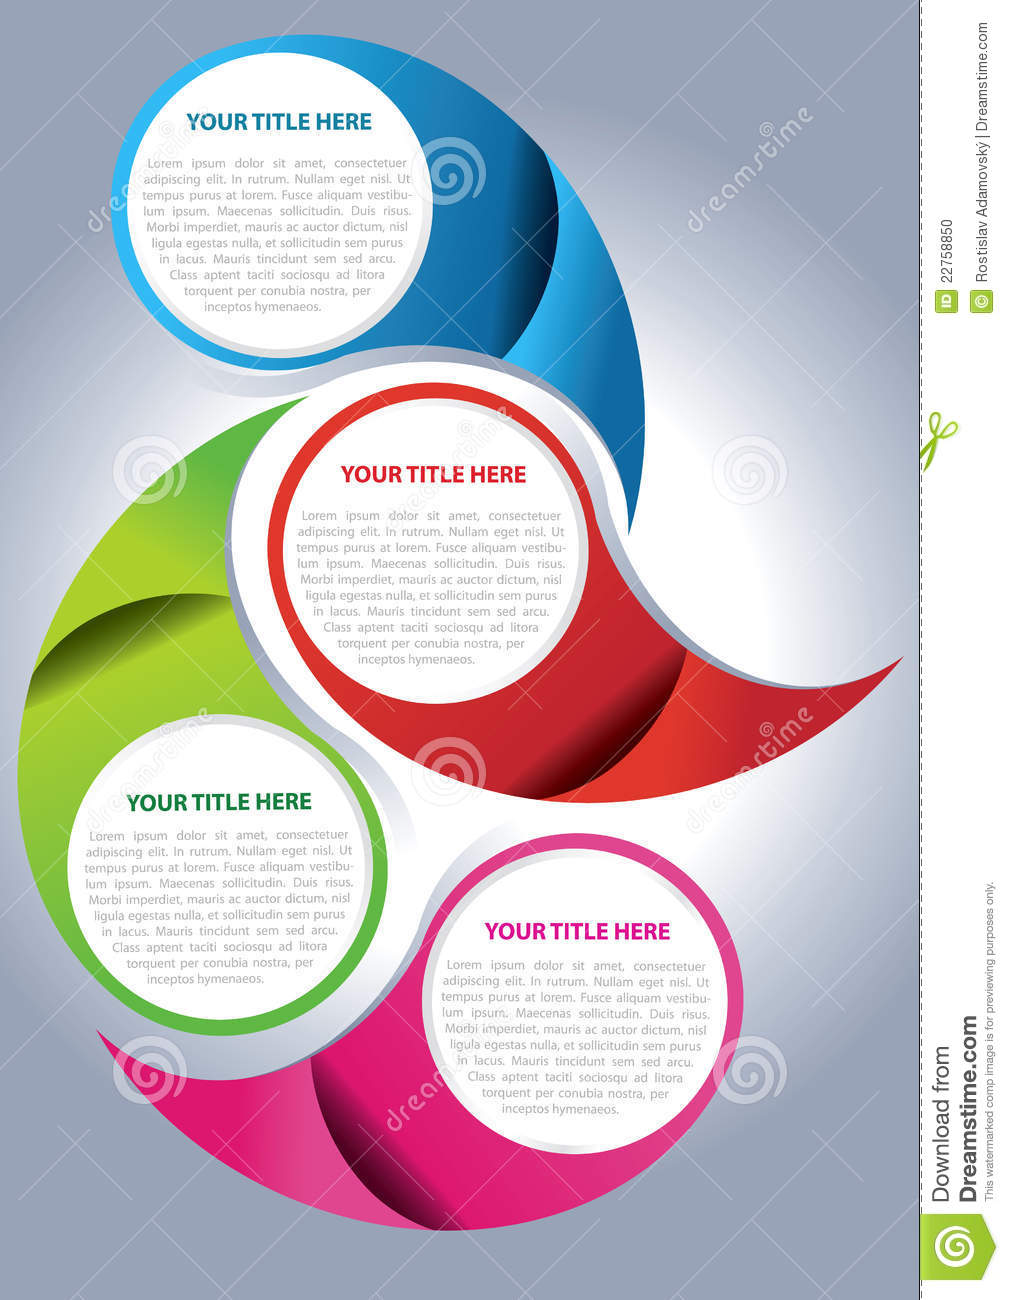 YOUR TITLE HERE
Lorem ipsum dolor sit amet, consectetuer
adipiscing elit. In rutrum. Nullam eget nisl. Ut
tempus purus at lorem. Fusce aliquam vestibu-
lum ipsum. Maecenas sollicitudin. Duis risus.
Morbi imperdiet, mauris ac auctor dictum, nisl
ligula egestas nulla, et sollicitudin sem purus
in lacus. Mauris tincidunt sem sed arcu.
Class aptent taciti sociosqu ad litora
torquent per conubia nostra, per
inceptos hymenaeos.
YOUR TITLE HERE
Lorem ipsum dolor sit amet, consectetuer
adipiscing elit. In rutrum. Nullam eget nisl. Ut
tempus purus at lorem. Fusce aliquam vestibu-
lum ipsum. Maecenas sollicitudin. Duis risus.
Morbi imperdiet, mauris ac auctor dictum, nisl
ligula egestas nulla, et sollicitudin sem purus
in lacus. Mauris tincidunt sem sed arcu.
Class aptent taciti sociosqu ad litora
torquent per conubia nostra, per
inceptos hymenaeos.
YOUR TITLE HERE
Lorem ipsum dolor sit amet, consectetuer
adipiscing elit. In rutrum. Nullam eget nisl. Ut
tempus purus at lorem. Fusce aliquam vestibu-
lum ipsum. Maecenas sollicitudin. Duis risus.
Morbi imperdiet, mauris ac auctor dictum, nisl
ligula egestas nulla, et sollicitudin sem purus
in lacus. Mauris tincidunt sem sed arcu.
Class aptent taciti sociosqu ad litora
torquent per conubia nostra, per
inceptos hymenaeos.
YOUR TITLE HERE
Lorem ipsum dolor sit amet, consectetuer
adipiscing elit. In rutrum. Nullam eget nisl. Ut
tempus purus at lorem. Fusce aliquam vestibu-
lum ipsum. Maecenas sollicitudin. Duis risus.
Morbi imperdiet, mauris ac auctor dictum, nisl
ligula egestas nulla, et sollicitudin sem purus
in lacus. Mauris tincidunt sem sed arcu.
Class aptent taciti sociosqu ad litora
torquent per conubia nostra, per
inceptos hymenaeos.
dreamstime
dreamstime
dreamstime
dreamstime
dreamstime
Download from
Dreamstime.com
This watermarked comp image is for previewing purposes only.
ID 22758850
© Rostislav Adamovský | Dreamstime.com